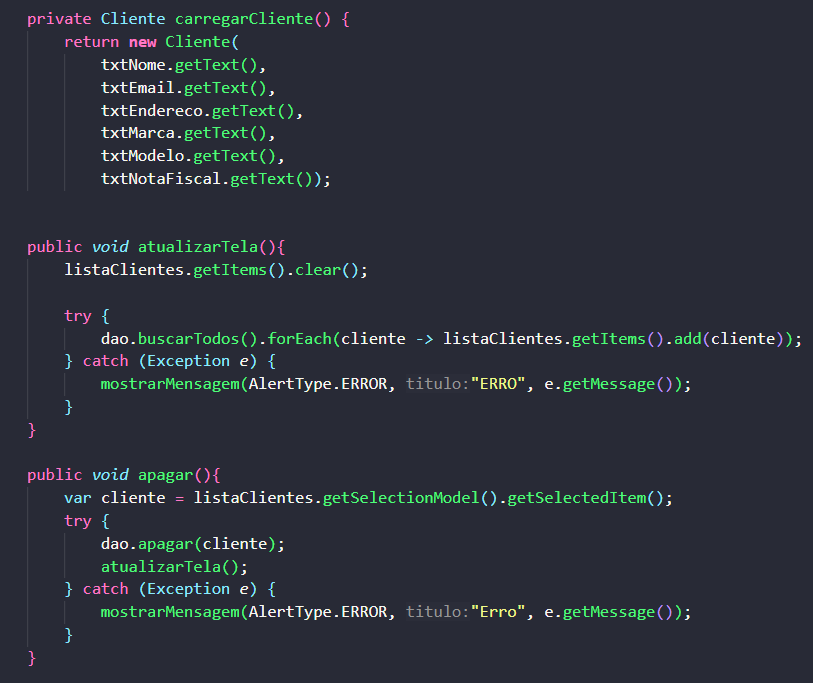 private Cliente carregarCliente() {
return new Cliente(
txtNome.getText(),
txtEmail.getText(),
txtEndereco.getText(),
txtMarca.getText(),
txtModelo.getText(),
txtNotaFiscal.getText());
public void atualizarTela(){
listaClientes.getItems().clear();
try {
dao.buscarTodos().forEach(cliente -> listaClientes.getItems().add(cliente));
} catch (Exception e) {
mostrarMensagem(AlertType.ERROR, titulo:"ERRO", e.getMessage());
}
}
public void apagar(){
var cliente = listaClientes.getSelectionModel().getSelectedItem();
try {
dao.apagar(cliente);
atualizarTela();
} catch (Exception e) {
mostrarMensagem(AlertType.ERROR, titulo:"Erro", e.getMessage());
}
}